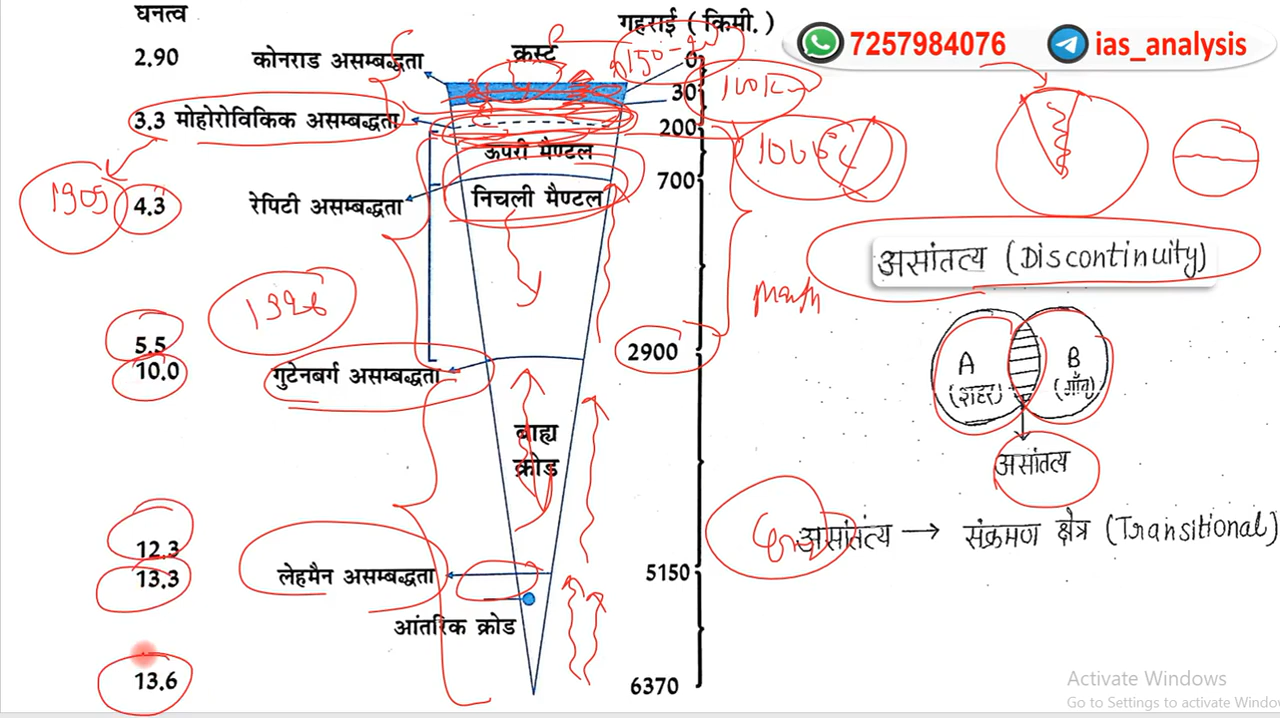 घनत्व
गहराई ( किमी. )
7257984076
ias_analysis
2.90
कोनराड असम्बद्धता
क्रस्ट
0
30
3.3 मोहोरोविकिक असम्बद्धता
200
ऊपरी मैण्टल
700
4.3
रेपिटी असम्बद्धता
निचली मैण्टल
असांतत्य (Discontinuity)
5.5
2900
10.0
गुटेनबर्ग असम्बद्धता
A
(शहर)
B
(गाँव)
बाह्य
क्रोड
असांतत्य
असांतत्य → संक्रमण क्षेत्र (Transitional)
12.3
13.3
लेहमैन असम्बद्धता
5150
आंतरिक क्रोड
13.6
6370
Activate Windows
Go to Settings to activate Windo